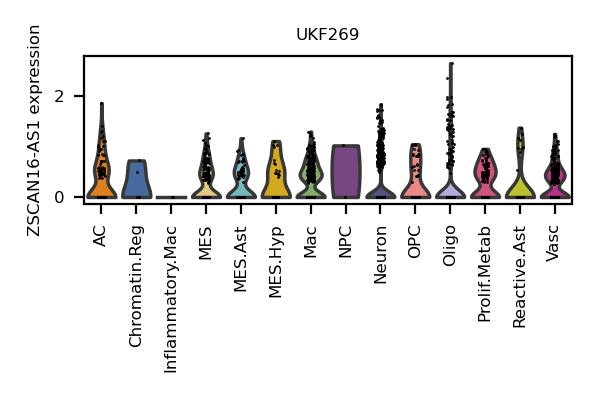 UKF269
ZSCAN16-AS1 expression
2
0
AC
Chromatin.Reg
Inflammatory.Mac
MES
MES.Ast
MES.Hyp
Mac
NPC
Neuron
OPC
Oligo
Prolif.Metab
Reactive.Ast
Vasc